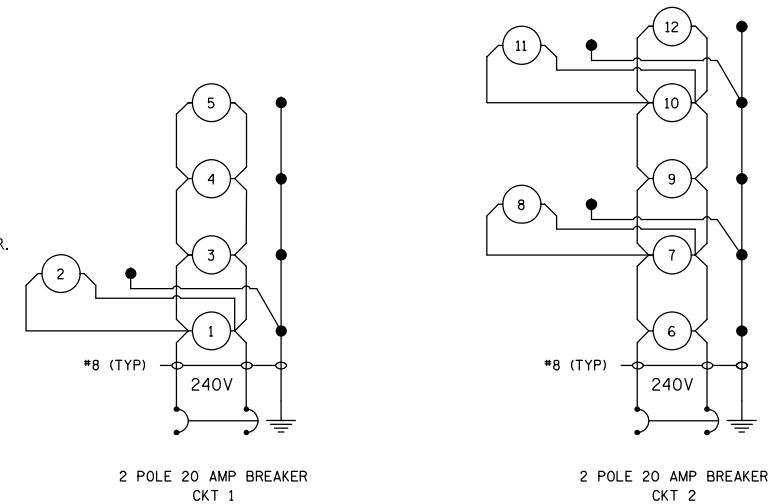 12
11
5
10
4
9
8
R.
3
7
2
1
6
#8 (TYP)
#8 (TYP)
240V
240V
2 POLE 20 AMP BREAKER
CKT 1
2 POLE 20 AMP BREAKER
CKT 2